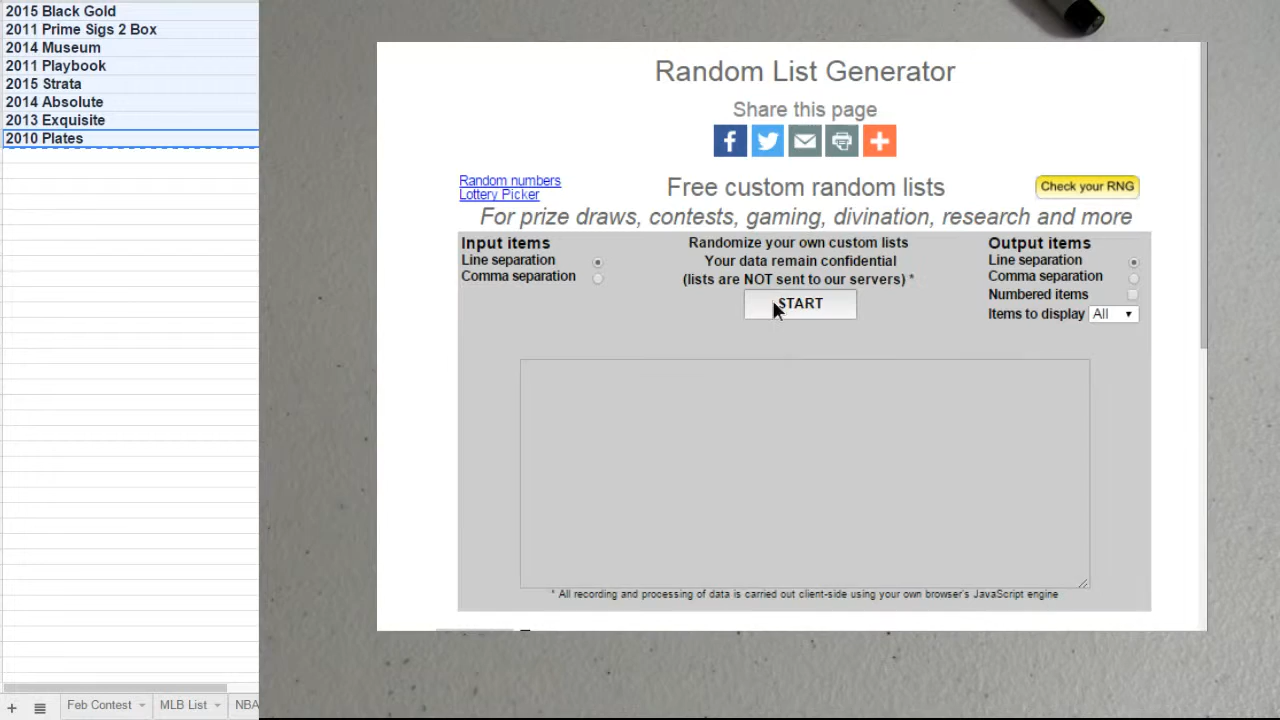 2015 Black Gold
2011 Prime Sigs 2 Box
2014 Museum
2011 Playbook
2015 Strata
2014 Absolute
2013 Exquisite
2010 Plates
+
Feb Contest
MLB List
NBA
Random List Generator
Share this page
Random numbers
Lottery Picker
Free custom random lists
Check your RNG
For prize draws, contests, gaming, divination, research and more
Input items
Line separation
Comma separation
Randomize your own custom lists
Your data remain confidential
(lists are NOT sent to our servers) *
START
Output items
Line separation
Comma separation
Numbered items
Items to display All
* All recording and processing of data is carried out client-side using your own browser's JavaScript engine